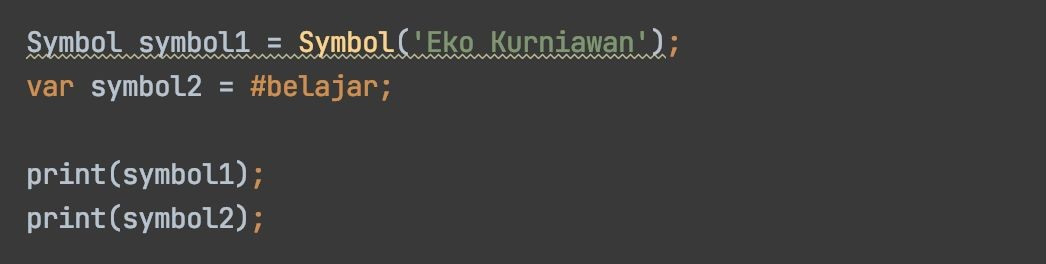 Symbol symbol1 = Symbol('Eko Kurniawan');
var symbol2 = #belajar;
print(symbol1);
print(symbol2);